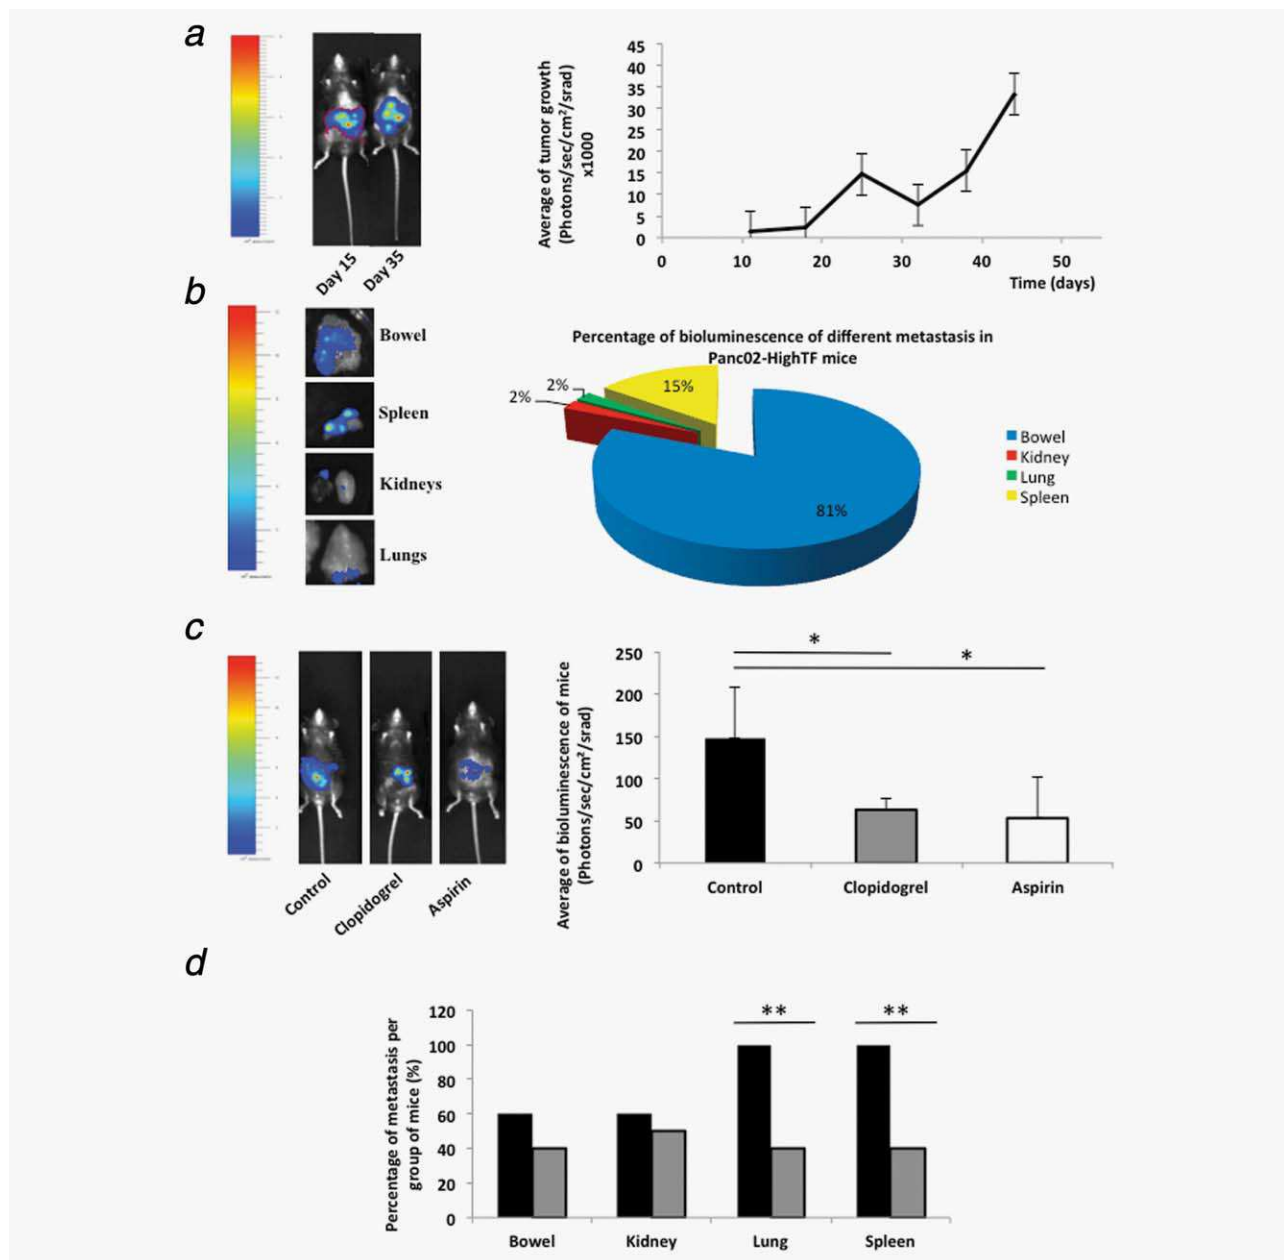 a
Day 15
Day 35
Average of tumor growth
(Photons/sec/cm²/srad)
x1000
45
40
35
30
25
20
15
10
5
0
0 10 20 30 40 50
Time (days)
b
Bowel
Spleen
Kidneys
Lungs
Percentage of bioluminescence of different metastasis in
Panc02-HighTF mice
2%
2%
15%
81%
Bowel
Kidney
Lung
Spleen
c
Control
Clopidogrel
Aspirin
Average of bioluminescence of mice
(Photons/sec/cm²/srad)
250
200
150
100
50
0
*
*
Control Clopidogrel Aspirin
d
Percentage of metastasis per
group of mice (%)
120
100
80
60
40
20
0
**
**
Bowel Kidney Lung Spleen